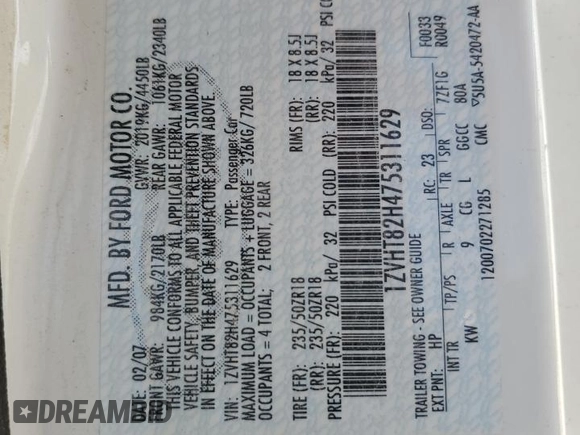 MFD. BY FORD MOTOR CO.
DATE: 02/07 GVWR: 2019KG/4450LB
FRONT GAWR: 984KG/2170LB REAR GAWR: 1061KG/2340LB
THIS VEHICLE CONFORMS TO ALL APPLICABLE FEDERAL MOTOR
VEHICLE SAFETY, BUMPER, AND THEFT PREVENTION STANDARDS
IN EFFECT ON THE DATE OF MANUFACTURE SHOWN ABOVE.
VIN: 1ZVHT82H475311629 TYPE: Passenger Car
MAXIMUM LOAD = OCCUPANTS + LUGGAGE = 326KG/ 720LB
OCCUPANTS = 4 TOTAL; 2 FRONT, 2 REAR
TIRE (FR): 235/50ZR18 RIMS (FR): 18 X 8.5J
(RR): 235/50ZR18 (RR): 18 X 8.5J
PRESSURE (FR): 220 kPa/ 32 PSI COLD (RR): 220 kPa/ 32 PSI CO
1ZVHT82H475311629
TRAILER TOWING - SEE OWNER GUIDE F0033
EXT PNT: HP RC: 23 DSO: R0049
INT TR TP/PS R AXLE TR SPR 7ZF1G
KW 9 CG L GGCC 80A
1200702271285 CMC ▽5U5A-5420472-AA
DREAMBID